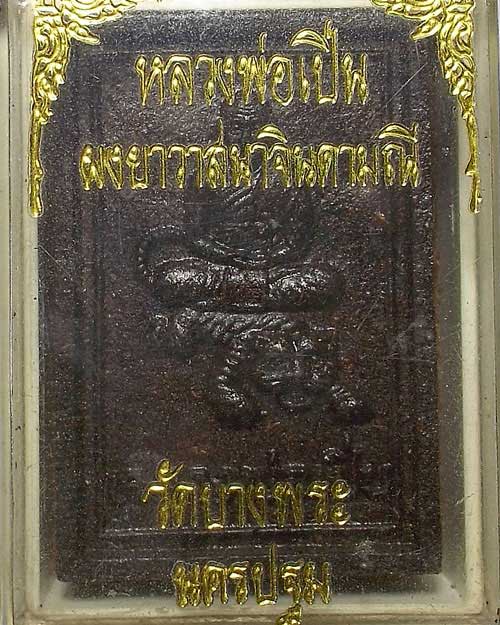 หลวงพ่อเปิ่น
ผงยาวาสนาจินดามณี
วัดบางพระ
นครปฐม